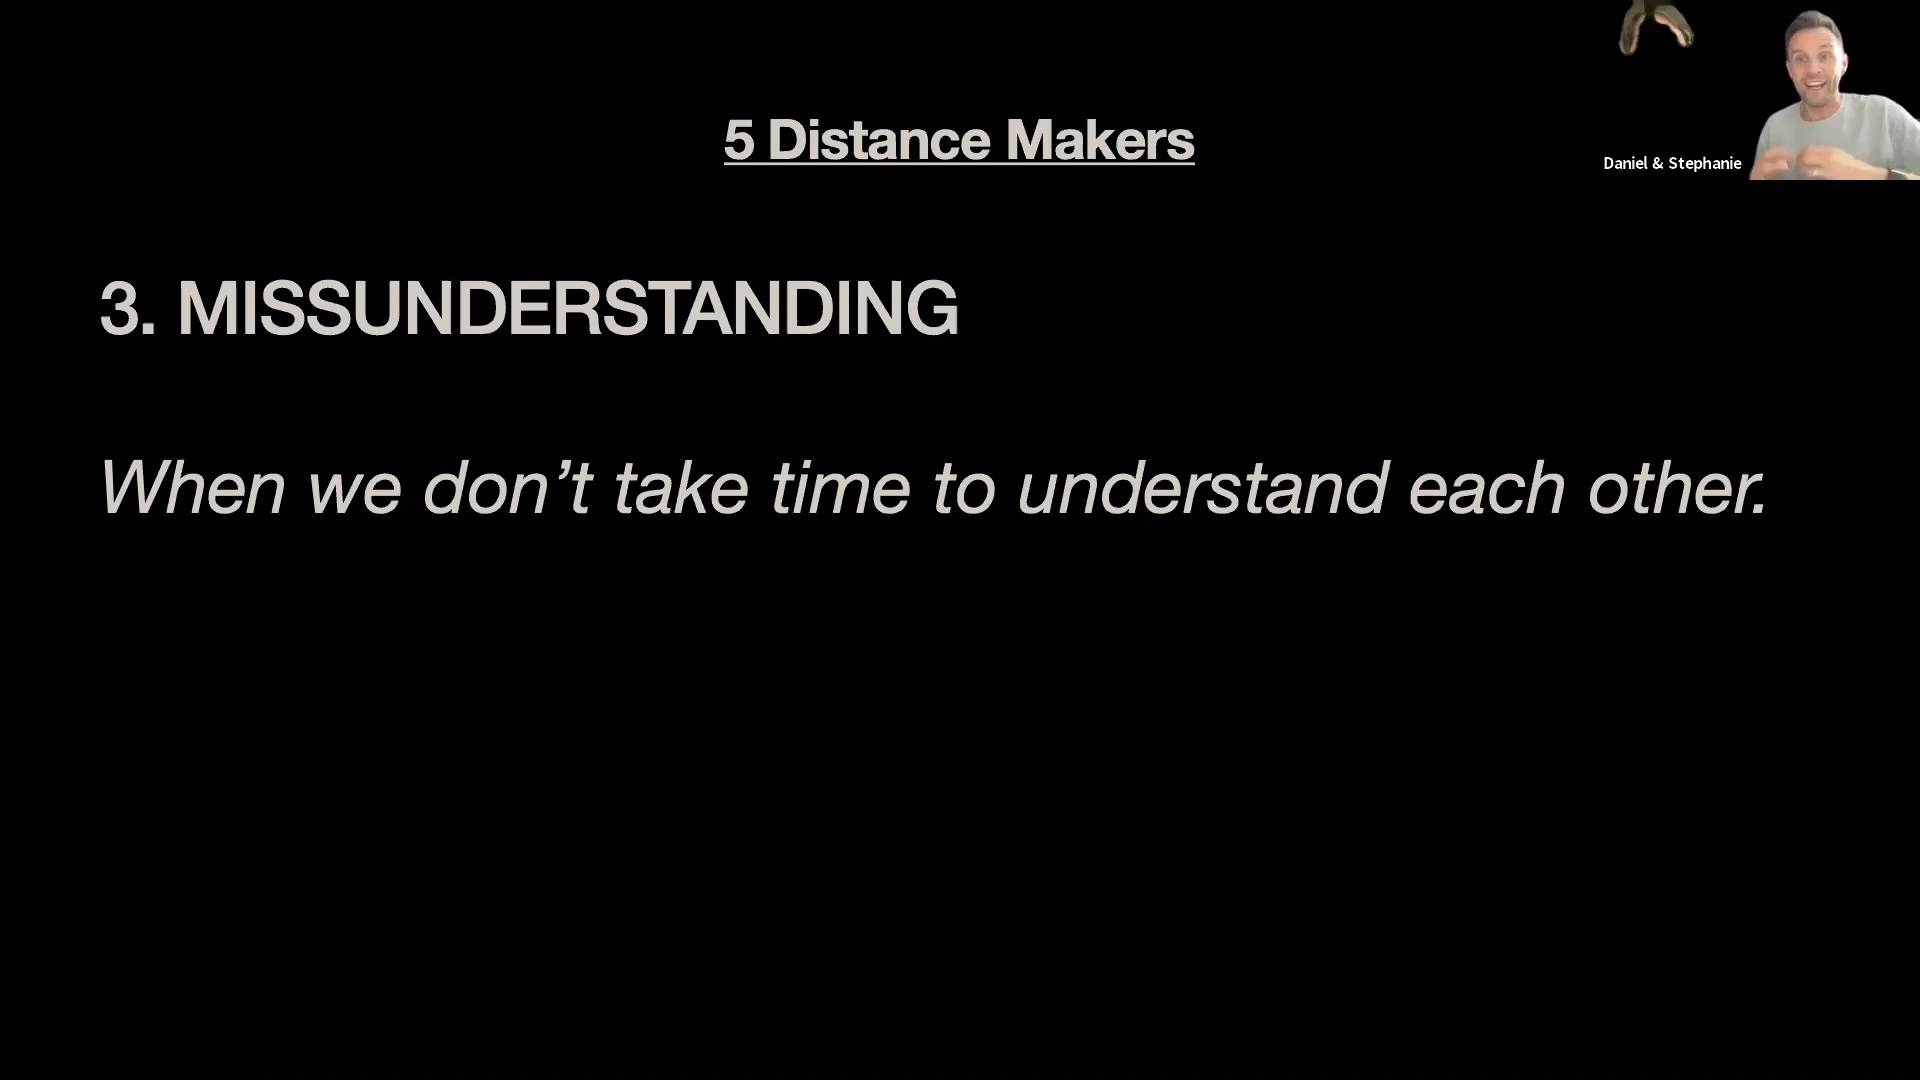 5 Distance Makers
Daniel & Stephanie
3. MISSUNDERSTANDING
When we don’t take time to understand each other.